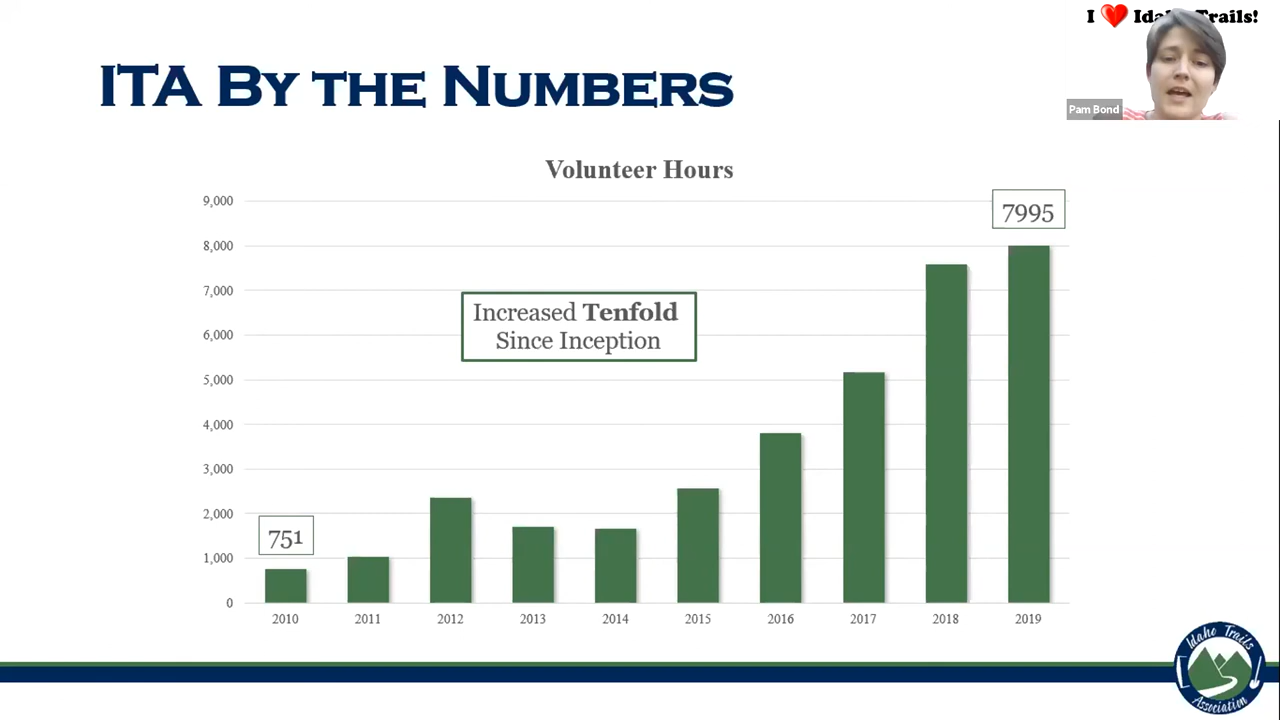 I ❤️ Idaho Trails!
ITA By the Numbers
Pam Bond
Volunteer Hours
9,000
7995
8,000
7,000
Increased Tenfold
Since Inception
6,000
5,000
4,000
3,000
2,000
751
1,000
0
2010 2011 2012 2013 2014 2015 2016 2017 2018 2019
Idaho Trails
Association